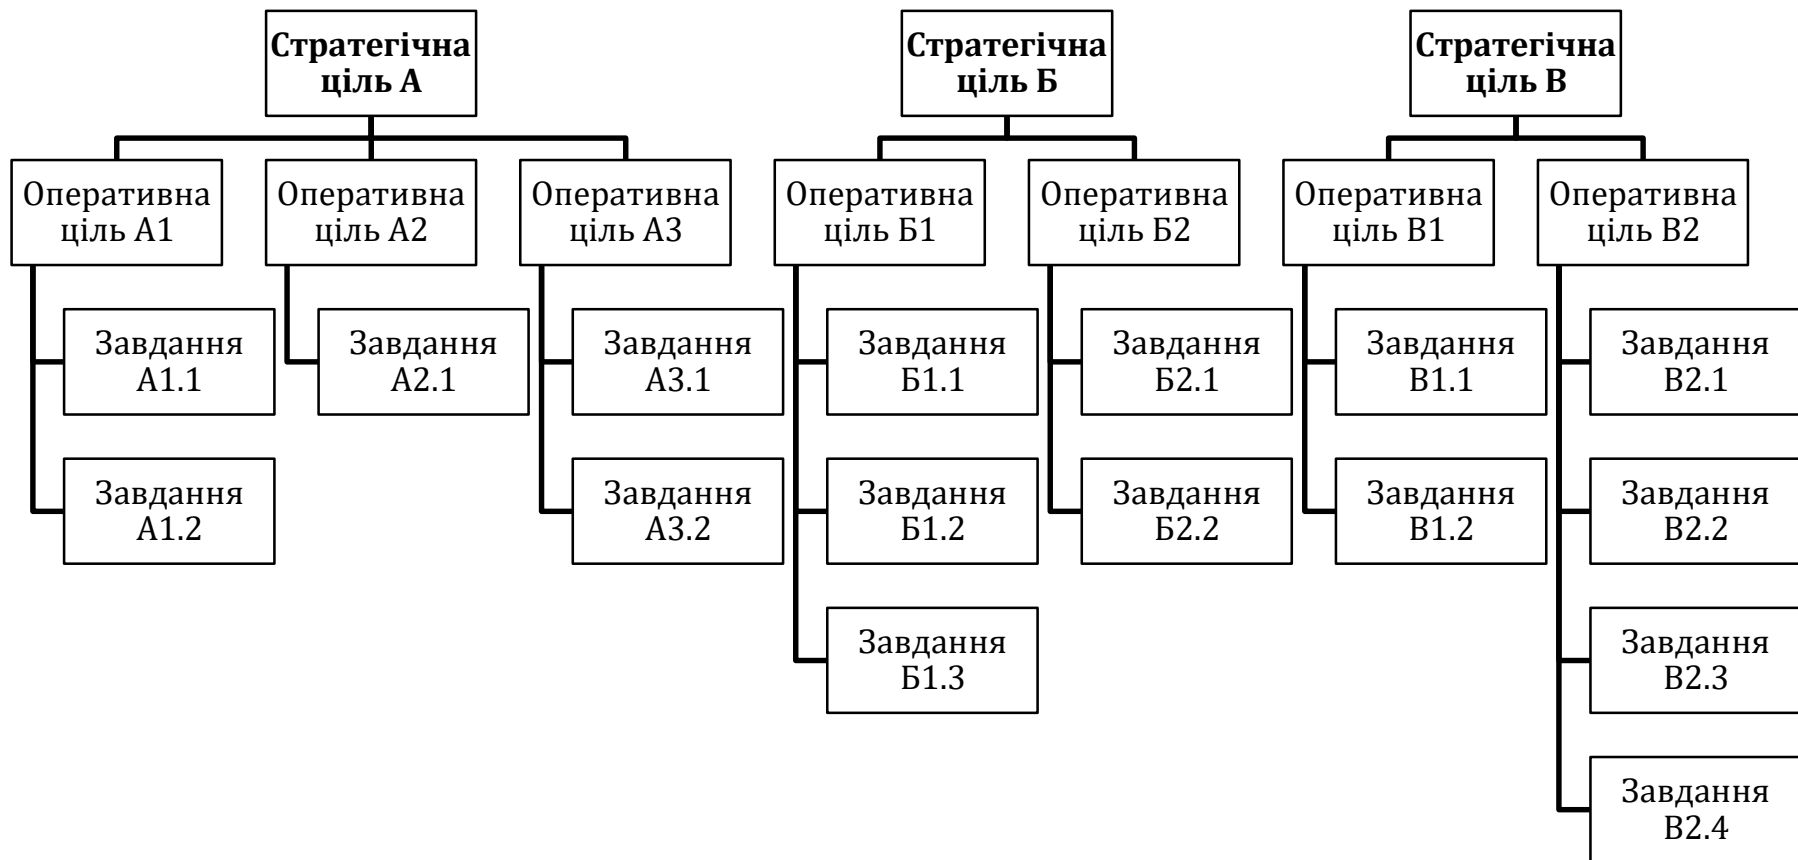 Стратегічна
ціль А
Стратегічна
ціль Б
Стратегічна
ціль В
Оперативна
ціль А1
Оперативна
ціль А2
Оперативна
ціль А3
Оперативна
ціль Б1
Оперативна
ціль Б2
Оперативна
ціль В1
Оперативна
ціль В2
Завдання
А1.1
Завдання
А2.1
Завдання
А3.1
Завдання
Б1.1
Завдання
Б2.1
Завдання
В1.1
Завдання
В2.1
Завдання
А1.2
Завдання
А3.2
Завдання
Б1.2
Завдання
Б2.2
Завдання
В1.2
Завдання
В2.2
Завдання
Б1.3
Завдання
В2.3
Завдання
В2.4